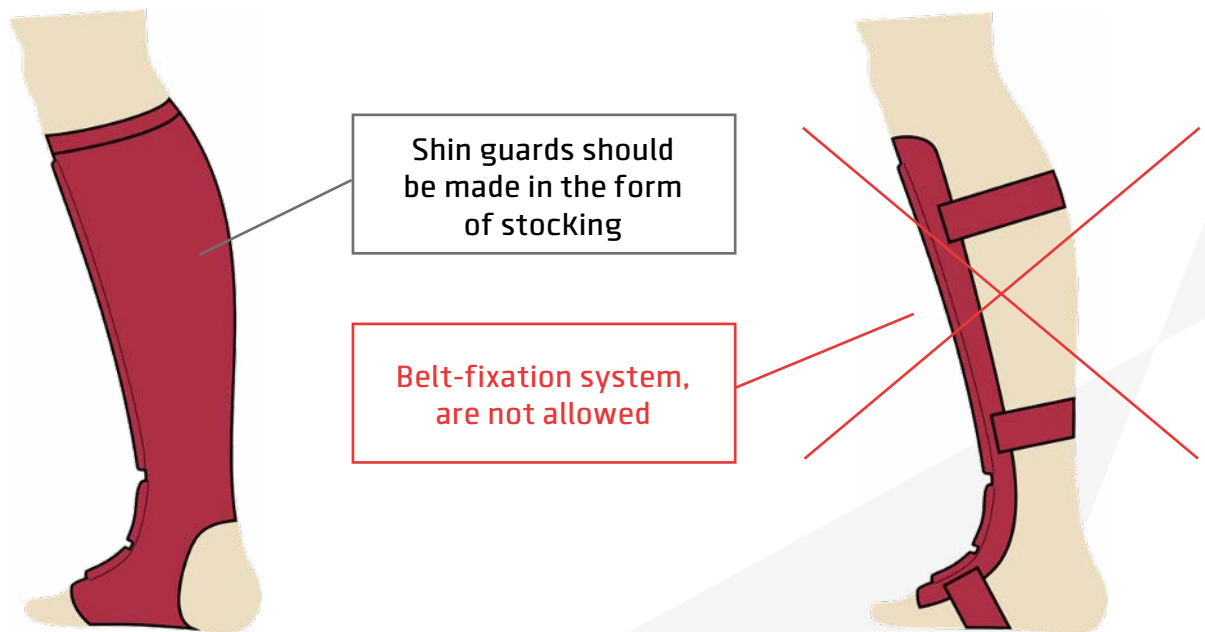 Shin guards should
be made in the form
of stocking
Belt-fixation system,
are not allowed